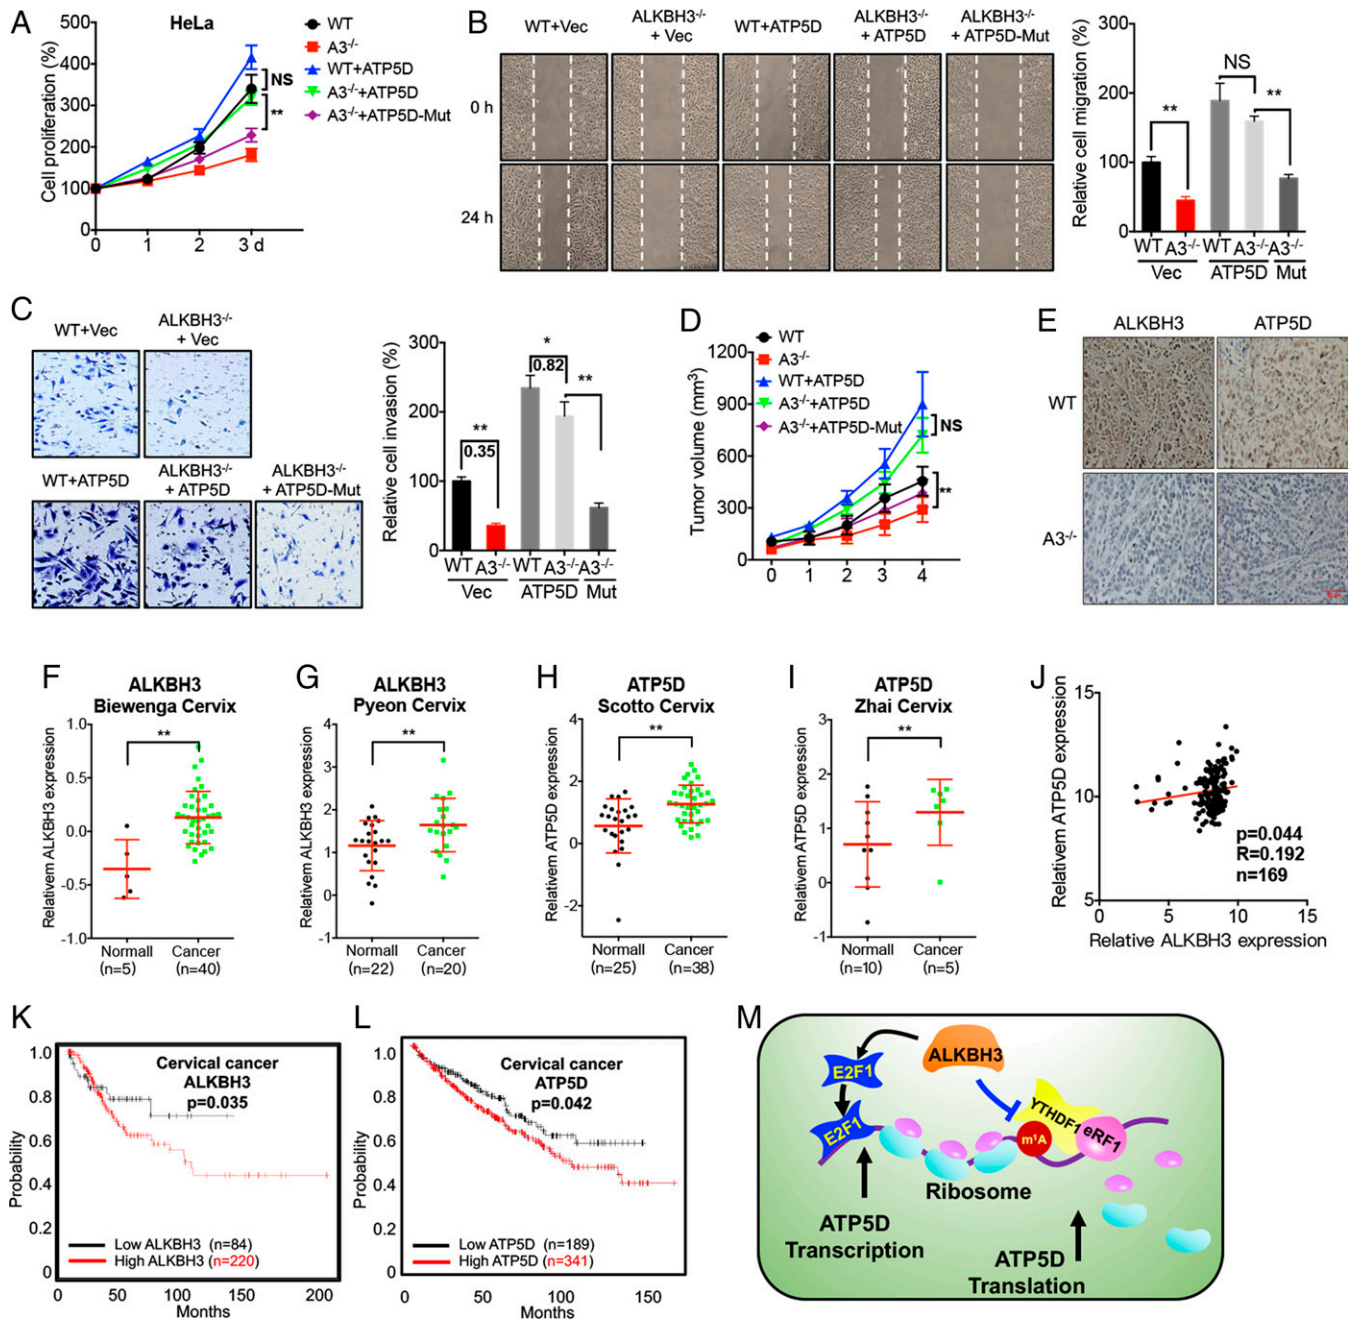 A
HeLa
Cell proliferation (%)
500
400
300
200
100
0
0 1 2 3 d
WT
A3-/-
WT+ATP5D
A3-/-+ATP5D
A3-/-+ATP5D-Mut
NS
**
B
WT+Vec
ALKBH3-/-
+ Vec
WT+ATP5D
ALKBH3-/-
+ ATP5D
ALKBH3-/-
+ ATP5D-Mut
0 h
24 h
Relative cell migration (%)
300
200
100
0
**
NS
**
WT A3-/- WT A3-/- A3-/-
Vec ATP5D Mut
C
WT+Vec
ALKBH3-/-
+ Vec
WT+ATP5D
ALKBH3-/-
+ ATP5D
ALKBH3-/-
+ ATP5D-Mut
Relative cell invasion (%)
300
200
100
0
**
0.35
*
0.82
**
WT A3-/- WT A3-/- A3-/-
Vec ATP5D Mut
D
Tumor volume (mm3)
1200
900
600
300
0
0 1 2 3 4
WT
A3-/-
WT+ATP5D
A3-/-+ATP5D
A3-/-+ATP5D-Mut
NS
**
E
ALKBH3 ATP5D
WT
A3-/-
F
ALKBH3
Biewenga Cervix
Relativem ALKBH3 expression
1.0
0.5
0.0
-0.5
-1.0
**
Normall Cancer
(n=5) (n=40)
G
ALKBH3
Pyeon Cervix
Relativem ALKBH3 expression
4
3
2
1
0
-1
**
Normall Cancer
(n=22) (n=20)
H
ATP5D
Scotto Cervix
Relativem ATP5D expression
4
2
0
-2
**
Normall Cancer
(n=25) (n=38)
I
ATP5D
Zhai Cervix
Relativem ATP5D expression
3
2
1
0
-1
**
Normall Cancer
(n=10) (n=5)
J
Relativem ATP5D expression
15
10
5
0 5 10 15
p=0.044
R=0.192
n=169
Relative ALKBH3 expression
K
Cervical cancer
ALKBH3
p=0.035
Probability
1.0
0.8
0.6
0.4
0.2
0
Low ALKBH3 (n=84)
High ALKBH3 (n=220)
0 50 100 150 200
Months
L
Cervical cancer
ATP5D
p=0.042
Probability
1.0
0.8
0.6
0.4
0.2
0
Low ATP5D (n=189)
High ATP5D (n=341)
0 50 100 150
Months
M
ALKBH3
E2F1
E2F1
YTHDF1
m1A
eRF1
Ribosome
ATP5D
Transcription
ATP5D
Translation